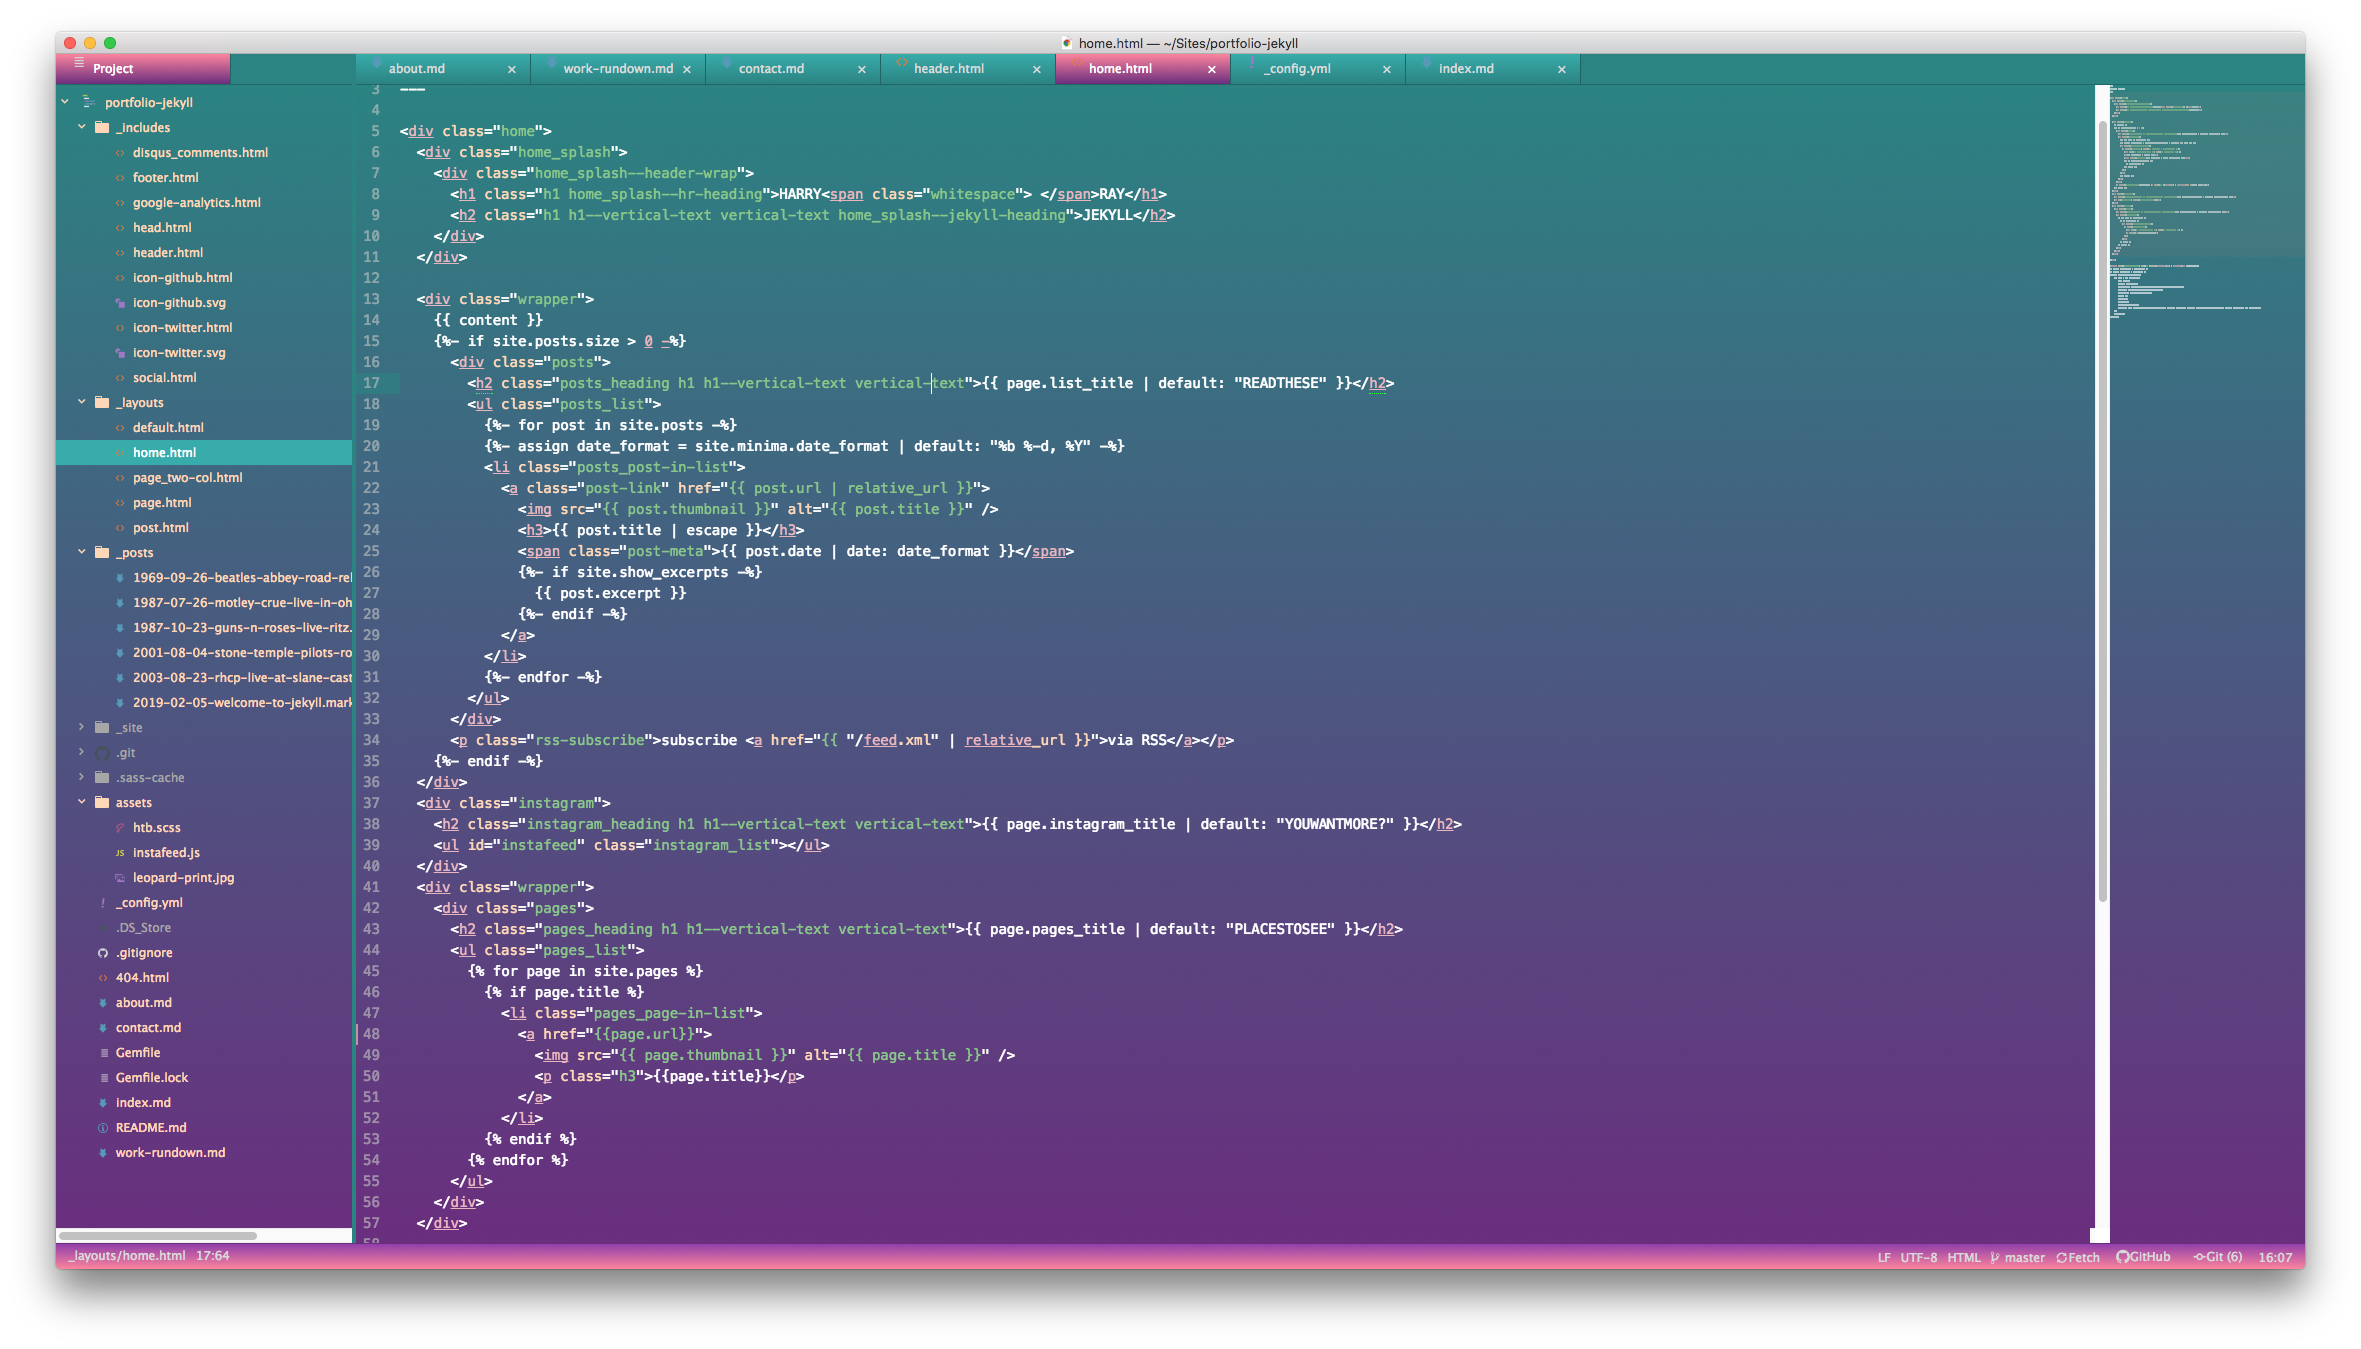 home.html — ~/Sites/portfolio-jekyll
Project
about.md
work-rundown.md
contact.md
header.html
home.html
_config.yml
index.md
portfolio-jekyll
_includes
disqus_comments.html
footer.html
google-analytics.html
head.html
header.html
icon-github.html
icon-github.svg
icon-twitter.html
icon-twitter.svg
social.html
_layouts
default.html
home.html
page_two-col.html
page.html
post.html
_posts
1969-09-26-beatles-abbey-road-rel
1987-07-26-motley-crue-live-in-oh
1987-10-23-guns-n-roses-live-ritz.
2001-08-04-stone-temple-pilots-ro
2003-08-23-rhcp-live-at-slane-cast
2019-02-05-welcome-to-jekyll.mark
_site
.git
.sass-cache
assets
htb.scss
JS instafeed.js
leopard-print.jpg
! _config.yml
.DS_Store
.gitignore
404.html
about.md
contact.md
Gemfile
Gemfile.lock
index.md
README.md
work-rundown.md
3 ---
4
5 <div class="home">
6 <div class="home_splash">
7 <div class="home_splash--header-wrap">
8 <h1 class="h1 home_splash--hr-heading">HARRY<span class="whitespace"> </span>RAY</h1>
9 <h2 class="h1 h1--vertical-text vertical-text home_splash--jekyll-heading">JEKYLL</h2>
10 </div>
11 </div>
12
13 <div class="wrapper">
14 {{ content }}
15 {%- if site.posts.size > 0 -%}
16 <div class="posts">
17 <h2 class="posts_heading h1 h1--vertical-text vertical-text">{{ page.list_title | default: "READTHESE" }}</h2>
18 <ul class="posts_list">
19 {%- for post in site.posts -%}
20 {%- assign date_format = site.minima.date_format | default: "%b %-d, %Y" -%}
21 <li class="posts_post-in-list">
22 <a class="post-link" href="{{ post.url | relative_url }}">
23 <img src="{{ post.thumbnail }}" alt="{{ post.title }}" />
24 <h3>{{ post.title | escape }}</h3>
25 <span class="post-meta">{{ post.date | date: date_format }}</span>
26 {%- if site.show_excerpts -%}
27 {{ post.excerpt }}
28 {%- endif -%}
29 </a>
30 </li>
31 {%- endfor -%}
32 </ul>
33 </div>
34 <p class="rss-subscribe">subscribe <a href="{{ "/feed.xml" | relative_url }}">via RSS</a></p>
35 {%- endif -%}
36 </div>
37 <div class="instagram">
38 <h2 class="instagram_heading h1 h1--vertical-text vertical-text">{{ page.instagram_title | default: "YOUWANTMORE?" }}</h2>
39 <ul id="instafeed" class="instagram_list"></ul>
40 </div>
41 <div class="wrapper">
42 <div class="pages">
43 <h2 class="pages_heading h1 h1--vertical-text vertical-text">{{ page.pages_title | default: "PLACESTOSEE" }}</h2>
44 <ul class="pages_list">
45 {% for page in site.pages %}
46 {% if page.title %}
47 <li class="pages_page-in-list">
48 <a href="{{page.url}}">
49 <img src="{{ page.thumbnail }}" alt="{{ page.title }}" />
50 <p class="h3">{{page.title}}</p>
51 </a>
52 </li>
53 {% endif %}
54 {% endfor %}
55 </ul>
56 </div>
57 </div>
58
_layouts/home.html 17:64
LF UTF-8 HTML master Fetch GitHub Git (6) 16:07